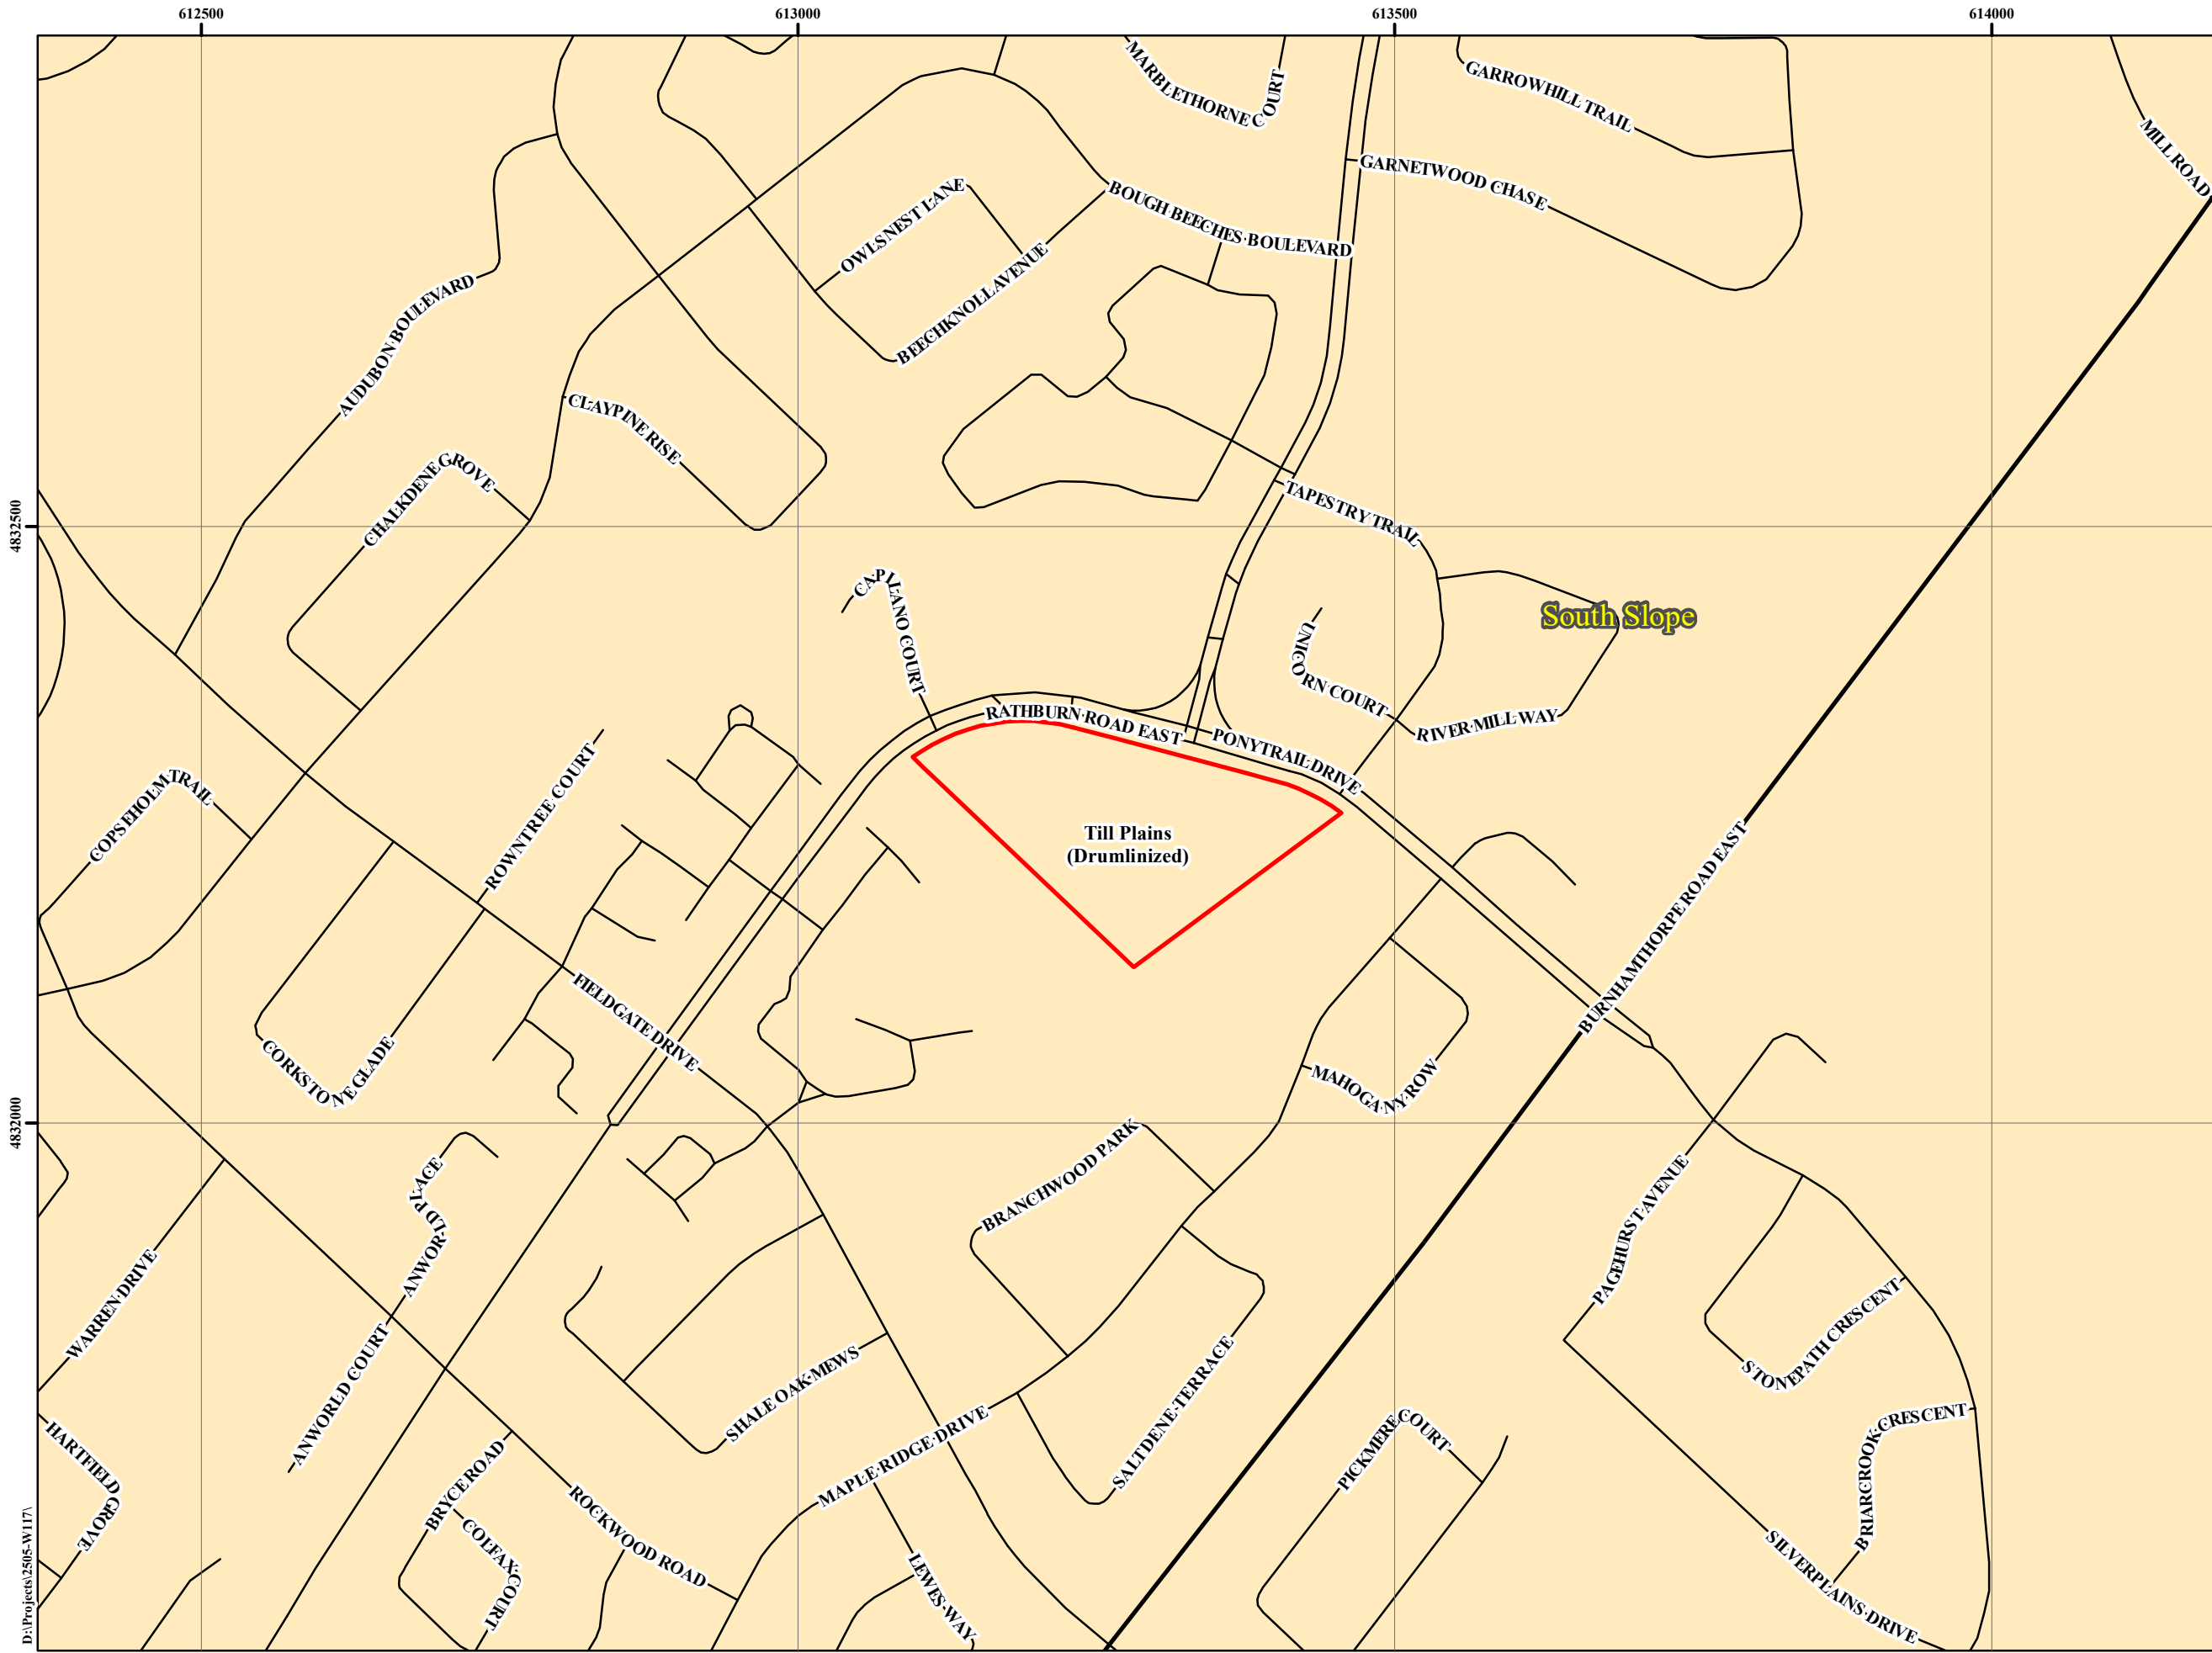 612500
613000
613500
614000
MARBLETHORNE COURT
GARROWHILL TRAIL
MILL ROAD
GARNETWOOD CHASE
BOUGH BEECHES BOULEVARD
OWLS NEST LANE
BEECHKNOLL AVENUE
AUDUBON BOULEVARD
CLAYPINE RISE
CHALKDENE GROVE
4832500
TAPESTRY TRAIL
CAPILANO COURT
South Slope
UNICORN COURT
RIVER MILL WAY
RATHBURN ROAD EAST
PONYTRAIL DRIVE
COPSEHOLM TRAIL
ROWNTREE COURT
Till Plains
(Drumlinized)
BURNHAMTHORPE ROAD EAST
FIELDGATE DRIVE
CORKSTONE GLADE
MAHOGANY ROW
4832000
BRANCHWOOD PARK
ANWORLD PLACE
PAGEHURST AVENUE
WARREN DRIVE
STONEPATH CRESCENT
ANWORLD COURT
SHALE OAK MEWS
SALTDENE TERRACE
MAPLE RIDGE DRIVE
PICKMERE COURT
BRIARCROOK CRESCENT
HARTFIELD GROVE
BRYCE ROAD
COLFAX COURT
ROCKWOOD ROAD
LEWES WAY
SILVERPLAINS DRIVE
D:\Projects\2505-W117\